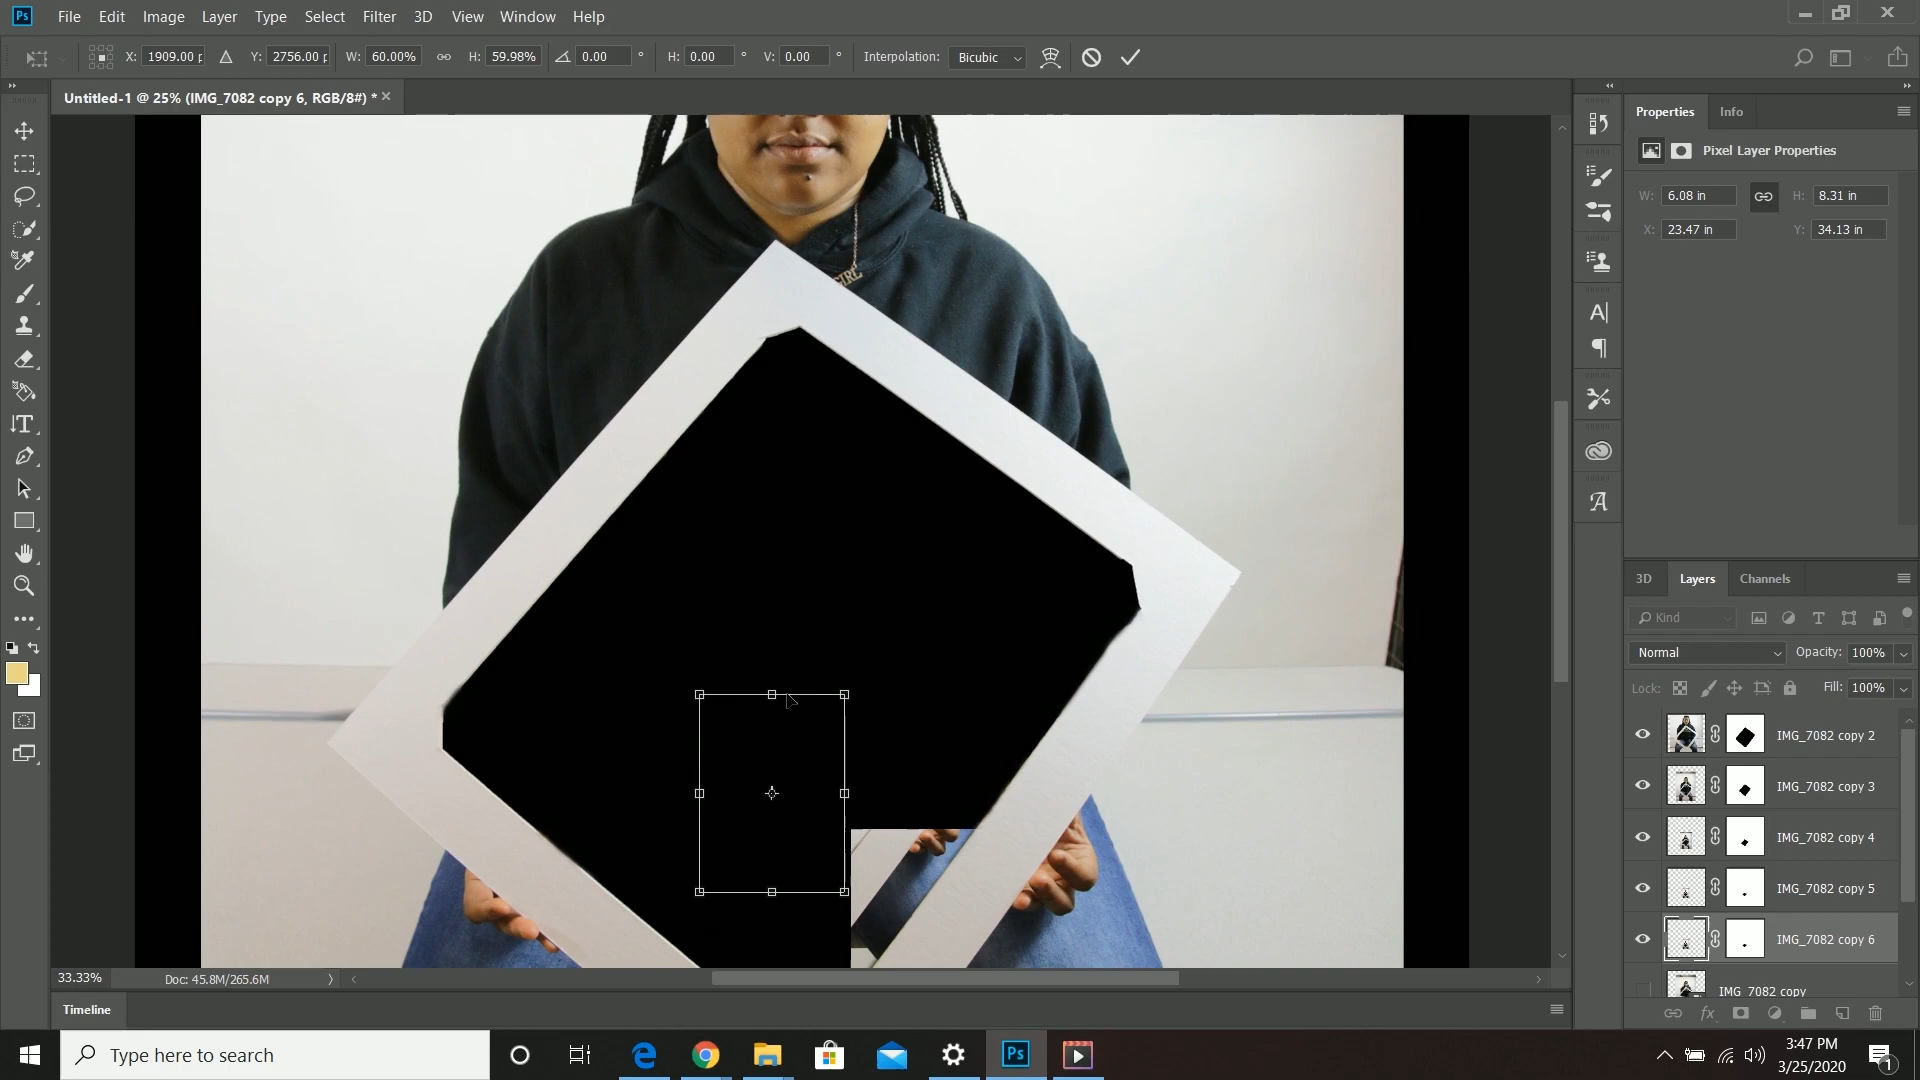 Ps File Edit Image Layer Type Select Filter 3D View Window Help
X: 1909.00 p Y: 2756.00 p W: 60.00% H: 59.98% 0.00 ° H: 0.00 ° V: 0.00 ° Interpolation: Bicubic
Untitled-1 @ 25% (IMG_7082 copy 6, RGB/8#) * ×
Properties Info
Pixel Layer Properties
W: 6.08 in H: 8.31 in
X: 23.47 in Y: 34.13 in
GIRL
3D Layers Channels
Kind
Normal Opacity: 100%
Lock: Fill: 100%
IMG_7082 copy 2
IMG_7082 copy 3
IMG_7082 copy 4
IMG_7082 copy 5
IMG_7082 copy 6
IMG_7082 copy
33.33% Doc: 45.8M/265.6M
Timeline
Type here to search
Ps
3:47 PM
3/25/2020
1